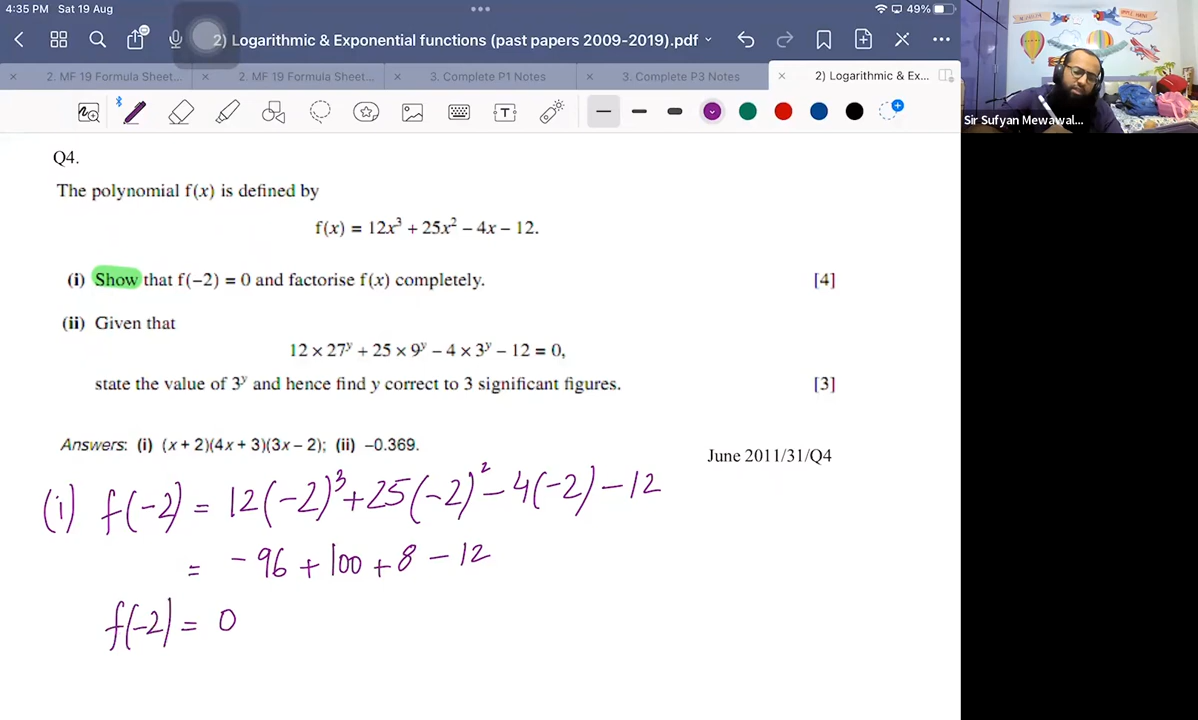 4:35 PM Sat 19 Aug
49%
2) Logarithmic & Exponential functions (past papers 2009-2019).pdf
2. MF 19 Formula Sheet...
2. MF 19 Formula Sheet...
3. Complete P1 Notes
3. Complete P3 Notes
2) Logarithmic & Ex...
Sir Sufyan Mewawal...
Q4.
The polynomial f(x) is defined by
f(x) = 12x³ + 25x² − 4x − 12.
(i) Show that f(−2) = 0 and factorise f(x) completely. [4]
(ii) Given that
12 × 27ʸ + 25 × 9ʸ − 4 × 3ʸ − 12 = 0,
state the value of 3ʸ and hence find y correct to 3 significant figures. [3]
Answers: (i) (x + 2)(4x + 3)(3x − 2); (ii) −0.369.
June 2011/31/Q4
(i) f(-2) = 12(-2)³+25(-2)²-4(-2)-12
= -96 + 100 + 8 - 12
f(-2) = 0